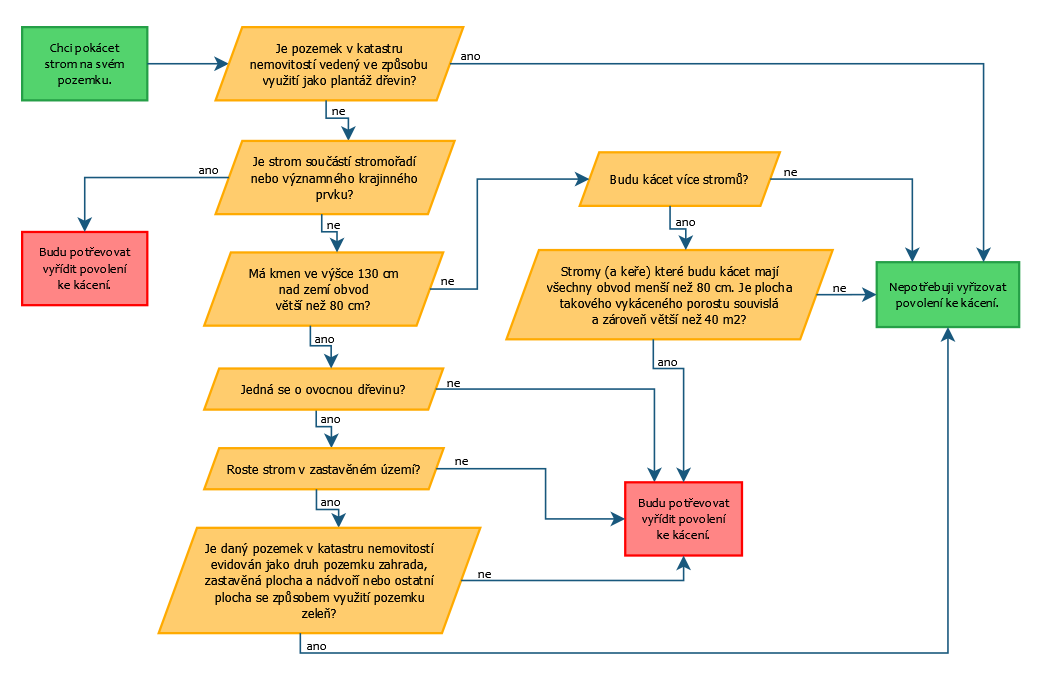 Chci pokácet
strom na svém
pozemku.
Je pozemek v katastru
nemovitostí vedený ve způsobu
využití jako plantáž dřevin?
ano
ne
Je strom součástí stromořadí
nebo významného krajinného
prvku?
ano
ne
Budu potřevovat
vyřídit povolení
ke kácení.
Budu kácet více stromů?
ne
ano
Má kmen ve výšce 130 cm
nad zemí obvod
větší než 80 cm?
ne
ano
Stromy (a keře) které budu kácet mají
všechny obvod menší než 80 cm. Je plocha
takového vykáceného porostu souvislá
a zároveň větší než 40 m2?
ne
ano
Nepotřebuji vyřizovat
povolení ke kácení.
Jedná se o ovocnou dřevinu?
ne
ano
Roste strom v zastavěném území?
ne
ano
Budu potřevovat
vyřídit povolení
ke kácení.
Je daný pozemek v katastru nemovitostí
evidován jako druh pozemku zahrada,
zastavěná plocha a nádvoří nebo ostatní
plocha se způsobem využití pozemku
zeleň?
ne
ano